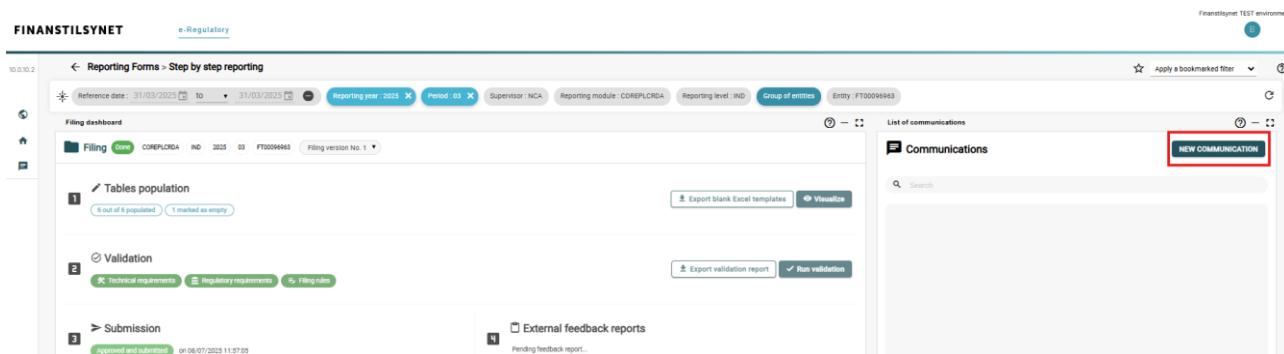 Finanstilsynet TEST environme
FINANSTILSYNET
e-Regulatory
10.0.10.2
← Reporting Forms > Step by step reporting
Apply a bookmarked filter
Reference date : 31/03/2025 to 31/03/2025 Reporting year : 2025 X Period : 03 X Supervisor : NCA Reporting module : COREPLCRDA Reporting level : IND Group of entities Entity : FT00096963
Filing dashboard
List of communications
Filing Done COREPLCRDA IND 2025 03 FT00096963 Filing version No. 1
Communications
NEW COMMUNICATION
Search
1 Tables population
6 out of 6 populated 1 marked as empty
Export blank Excel templates Visualize
2 Validation
Technical requirements Regulatory requirements Filing rules
Export validation report Run validation
3 Submission
Approved and submitted on 08/07/2025 11:57:05
4 External feedback reports
Pending feedback report...